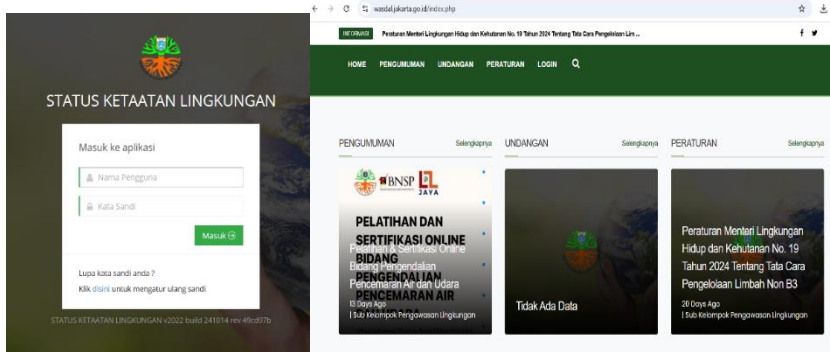 STATUS KETAATAN LINGKUNGAN
Masuk ke aplikasi
Nama Pengguna
Kata Sandi
Masuk
Lupa kata sandi anda ?
Klik disini untuk mengatur ulang sandi
STATUS KETAATAN LINGKUNGAN v2022 build 241014 rev 49cd97b
wasdal.jakarta.go.id/index.php
INFORMASI Peraturan Menteri Lingkungan Hidup dan Kehutanan No. 19 Tahun 2024 Tentang Tata Cara Pengelolaan Lim ...
HOME PENGUMUMAN UNDANGAN PERATURAN LOGIN
PENGUMUMAN Selengkapnya
BNSP
JAYA
PELATIHAN DAN
SERTIFIKASI ONLINE
BIDANG
PENGENDALIAN
PENCEMARAN AIR
DAN UDARA
Pelatihan & Sertifikasi Online
Bidang Pengendalian
Pencemaran Air dan Udara
13 Days Ago
| Sub Kelompok Pengawasan Lingkungan
UNDANGAN Selengkapnya
Tidak Ada Data
PERATURAN Selengkapnya
Peraturan Menteri Lingkungan
Hidup dan Kehutanan No. 19
Tahun 2024 Tentang Tata Cara
Pengelolaan Limbah Non B3
20 Days Ago
| Sub Kelompok Pengawasan Lingkungan